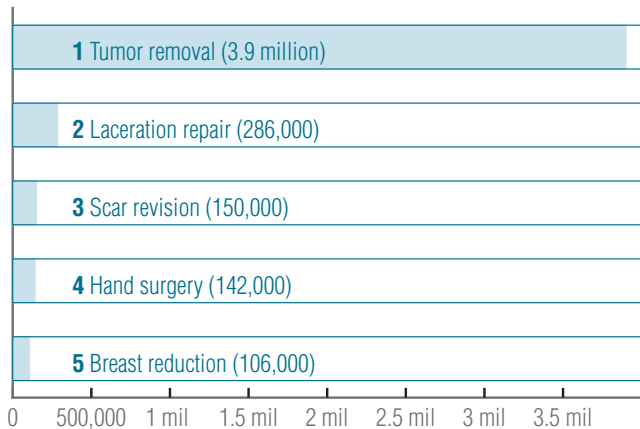 1 Tumor removal (3.9 million)
2 Laceration repair (286,000)
3 Scar revision (150,000)
4 Hand surgery (142,000)
5 Breast reduction (106,000)
0 500,000 1 mil 1.5 mil 2 mil 2.5 mil 3 mil 3.5 mil